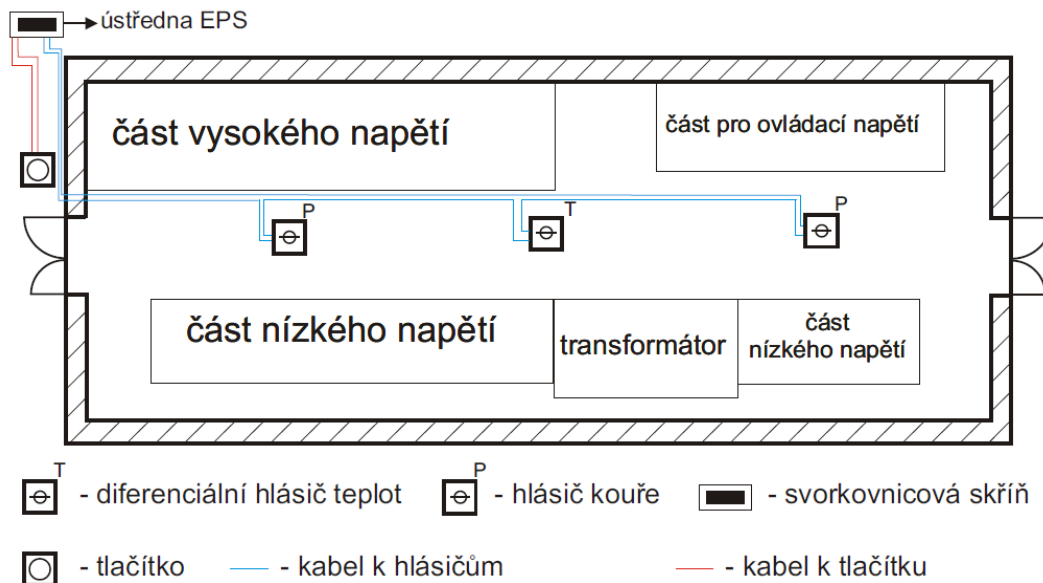 ústředna EPS
část vysokého napětí
část pro ovládací napětí
P
T
P
část nízkého napětí
transformátor
část
nízkého napětí
T
- diferenciální hlásič teplot
P
- hlásič kouře
- svorkovnicová skříň
- tlačítko
- kabel k hlásičům
- kabel k tlačítku